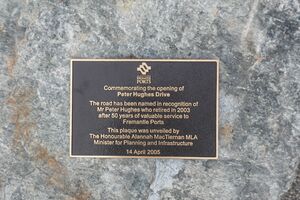 FREMANTLE
PORTS
Commemorating the opening of
Peter Hughes Drive
The road has been named in recognition of
Mr Peter Hughes who retired in 2003
after 50 years of valuable service to
Fremantle Ports
This plaque was unveiled by
The Honourable Alannah MacTiernan MLA
Minister for Planning and Infrastructure
14 April 2005